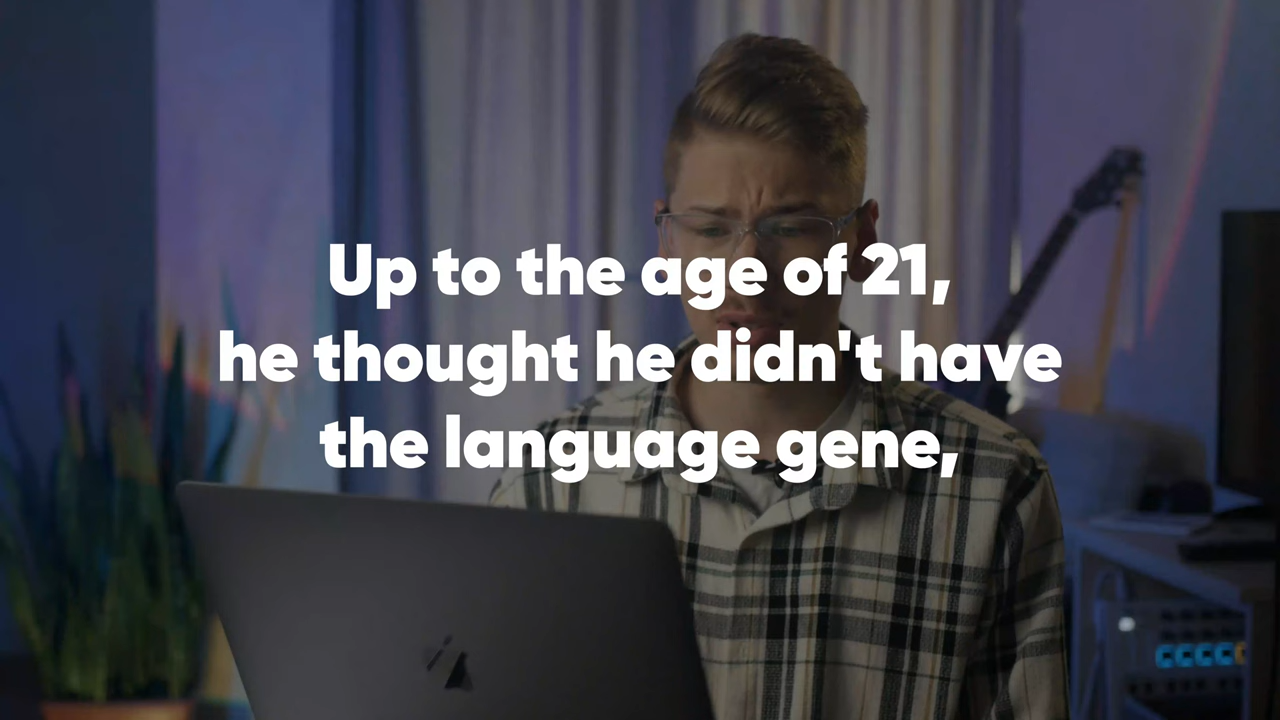 Up to the age of 21,
he thought he didn't have
the language gene,